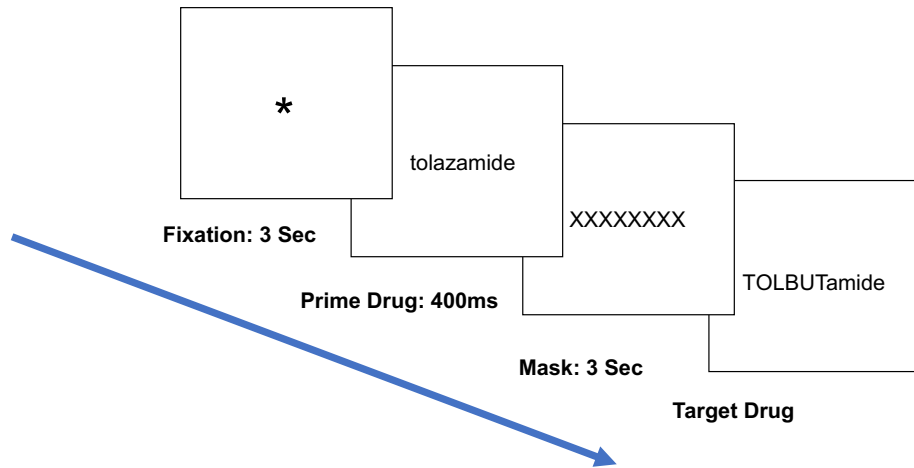 *
tolazamide
XXXXXXXX
Fixation: 3 Sec
TOLBUTamide
Prime Drug: 400ms
Mask: 3 Sec
Target Drug